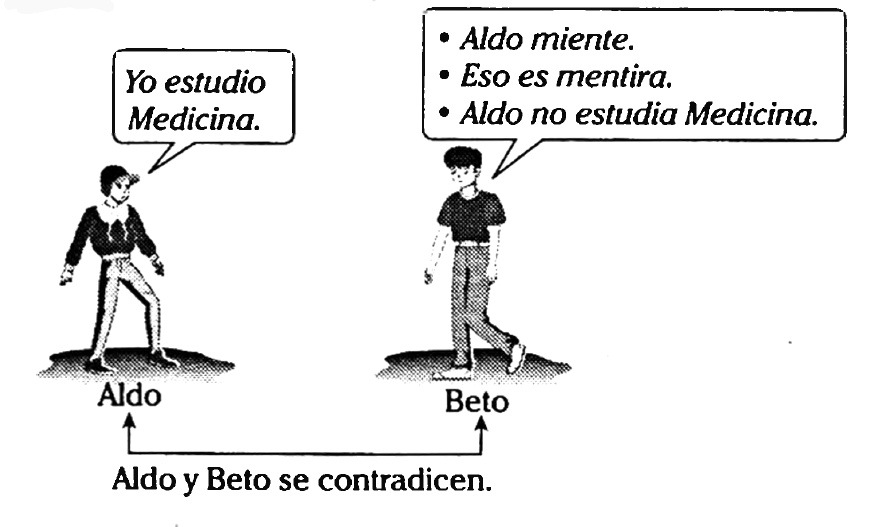 Yo estudio
Medicina.
• Aldo miente.
• Eso es mentira.
• Aldo no estudia Medicina.
Aldo
Beto
Aldo y Beto se contradicen.